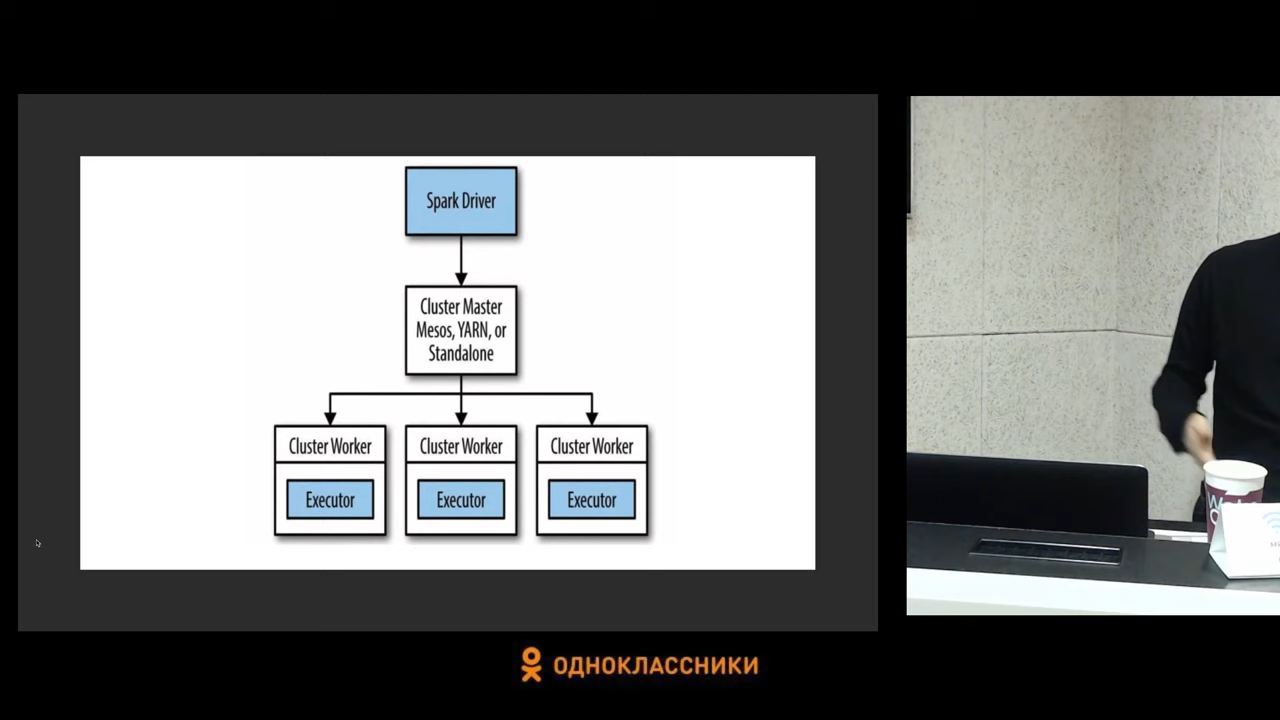 Spark Driver
Cluster Master
Mesos, YARN, or
Standalone
Cluster Worker
Cluster Worker
Cluster Worker
Executor
Executor
Executor
ОДНОКЛАССНИКИ